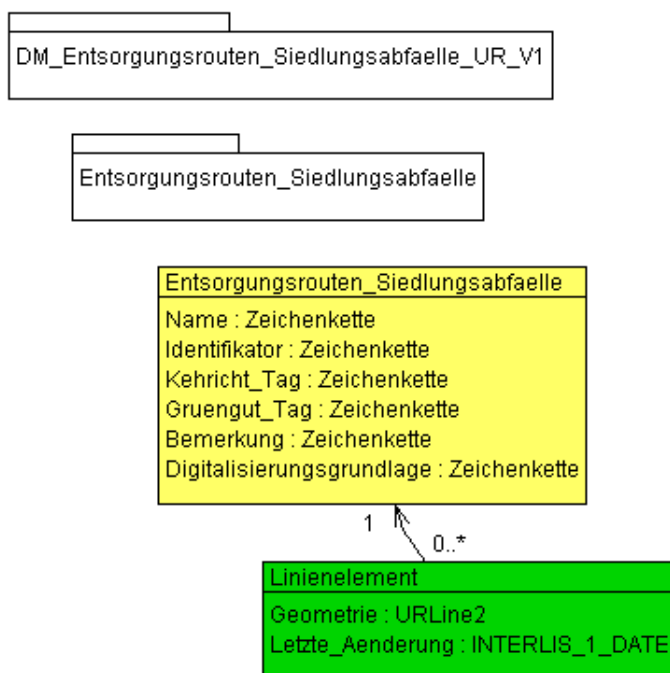 DM_Entsorgungsrouten_Siedlungsabfaelle_UR_V1
Entsorgungsrouten_Siedlungsabfaelle
Entsorgungsrouten_Siedlungsabfaelle
Name : Zeichenkette
Identifikator : Zeichenkette
Kehricht_Tag : Zeichenkette
Gruengut_Tag : Zeichenkette
Bemerkung : Zeichenkette
Digitalisierungsgrundlage : Zeichenkette
1
0..*
Linienelement
Geometrie : URLine2
Letzte_Aenderung : INTERLIS_1_DATE